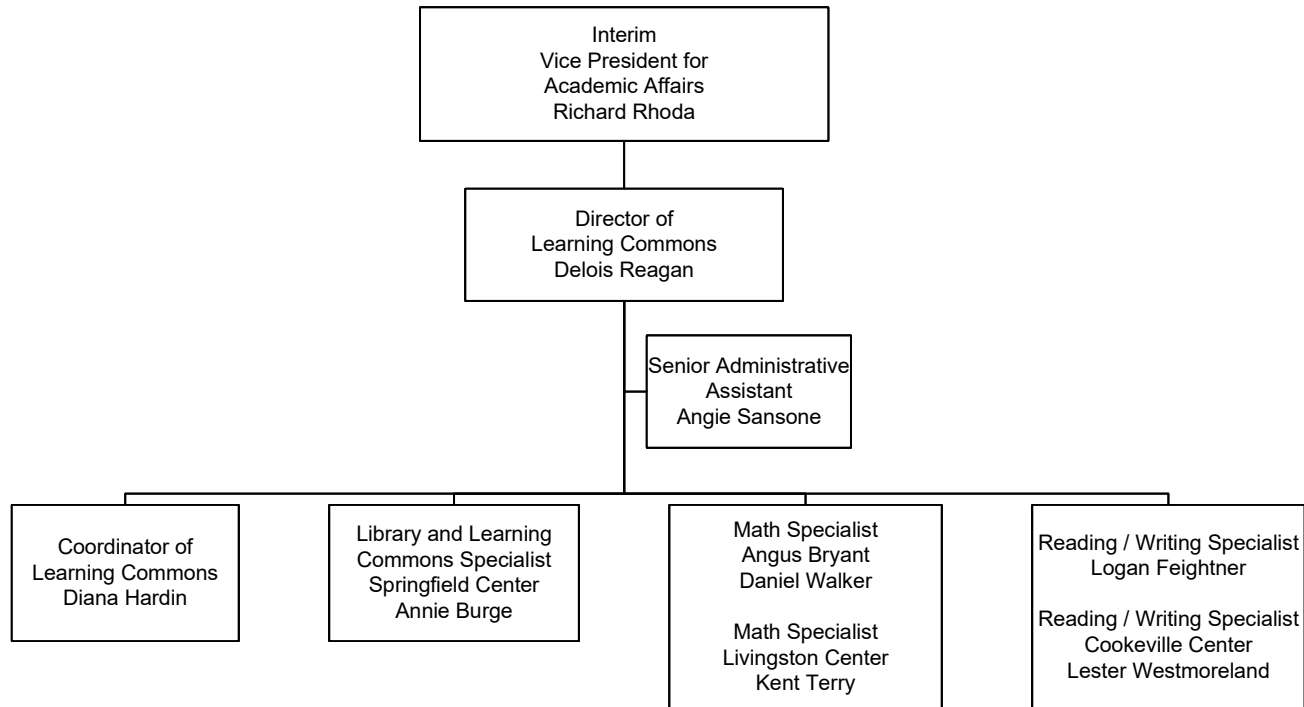 Interim
Vice President for
Academic Affairs
Richard Rhoda
Director of
Learning Commons
Delois Reagan
Senior Administrative
Assistant
Angie Sansone
Coordinator of
Learning Commons
Diana Hardin
Library and Learning
Commons Specialist
Springfield Center
Annie Burge
Math Specialist
Angus Bryant
Daniel Walker
Math Specialist
Livingston Center
Kent Terry
Reading / Writing Specialist
Logan Feightner
Reading / Writing Specialist
Cookeville Center
Lester Westmoreland